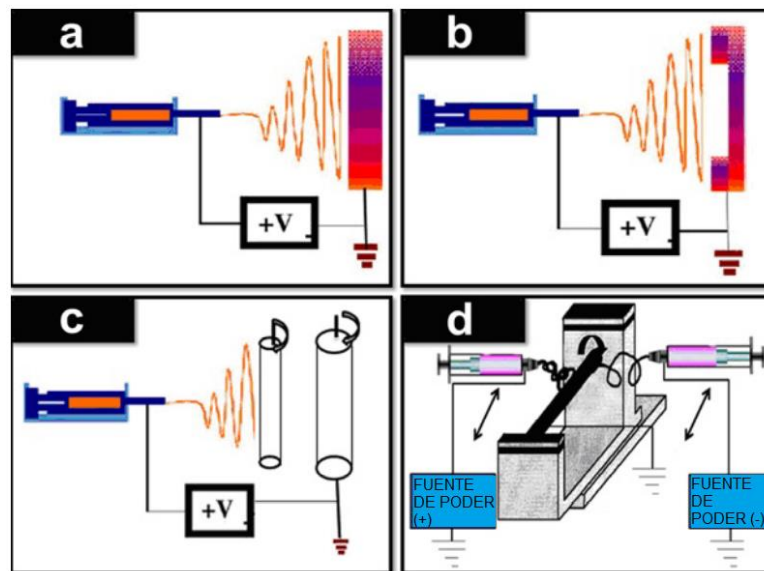 a
b
+V
+V
c
d
+V
FUENTE
DE PODER
(+)
FUENTE
DE
PODER (-)